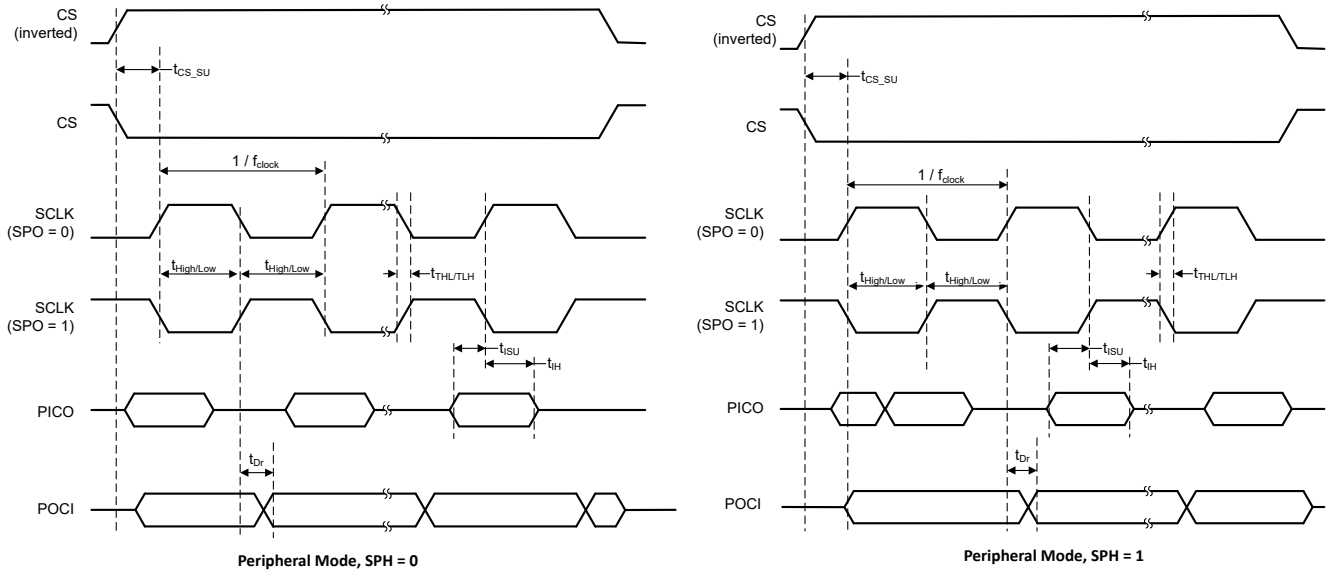 CS
(inverted)
tCS_SU
CS
1 / fclock
SCLK
(SPO = 0)
tHigh/Low
tHigh/Low
tTHL/TLH
SCLK
(SPO = 1)
tISU
tIH
PICO
tDr
POCI
Peripheral Mode, SPH = 0
CS
(inverted)
tCS_SU
CS
1 / fclock
SCLK
(SPO = 0)
tHigh/Low
tHigh/Low
tTHL/TLH
SCLK
(SPO = 1)
tISU
tIH
PICO
tDr
POCI
Peripheral Mode, SPH = 1